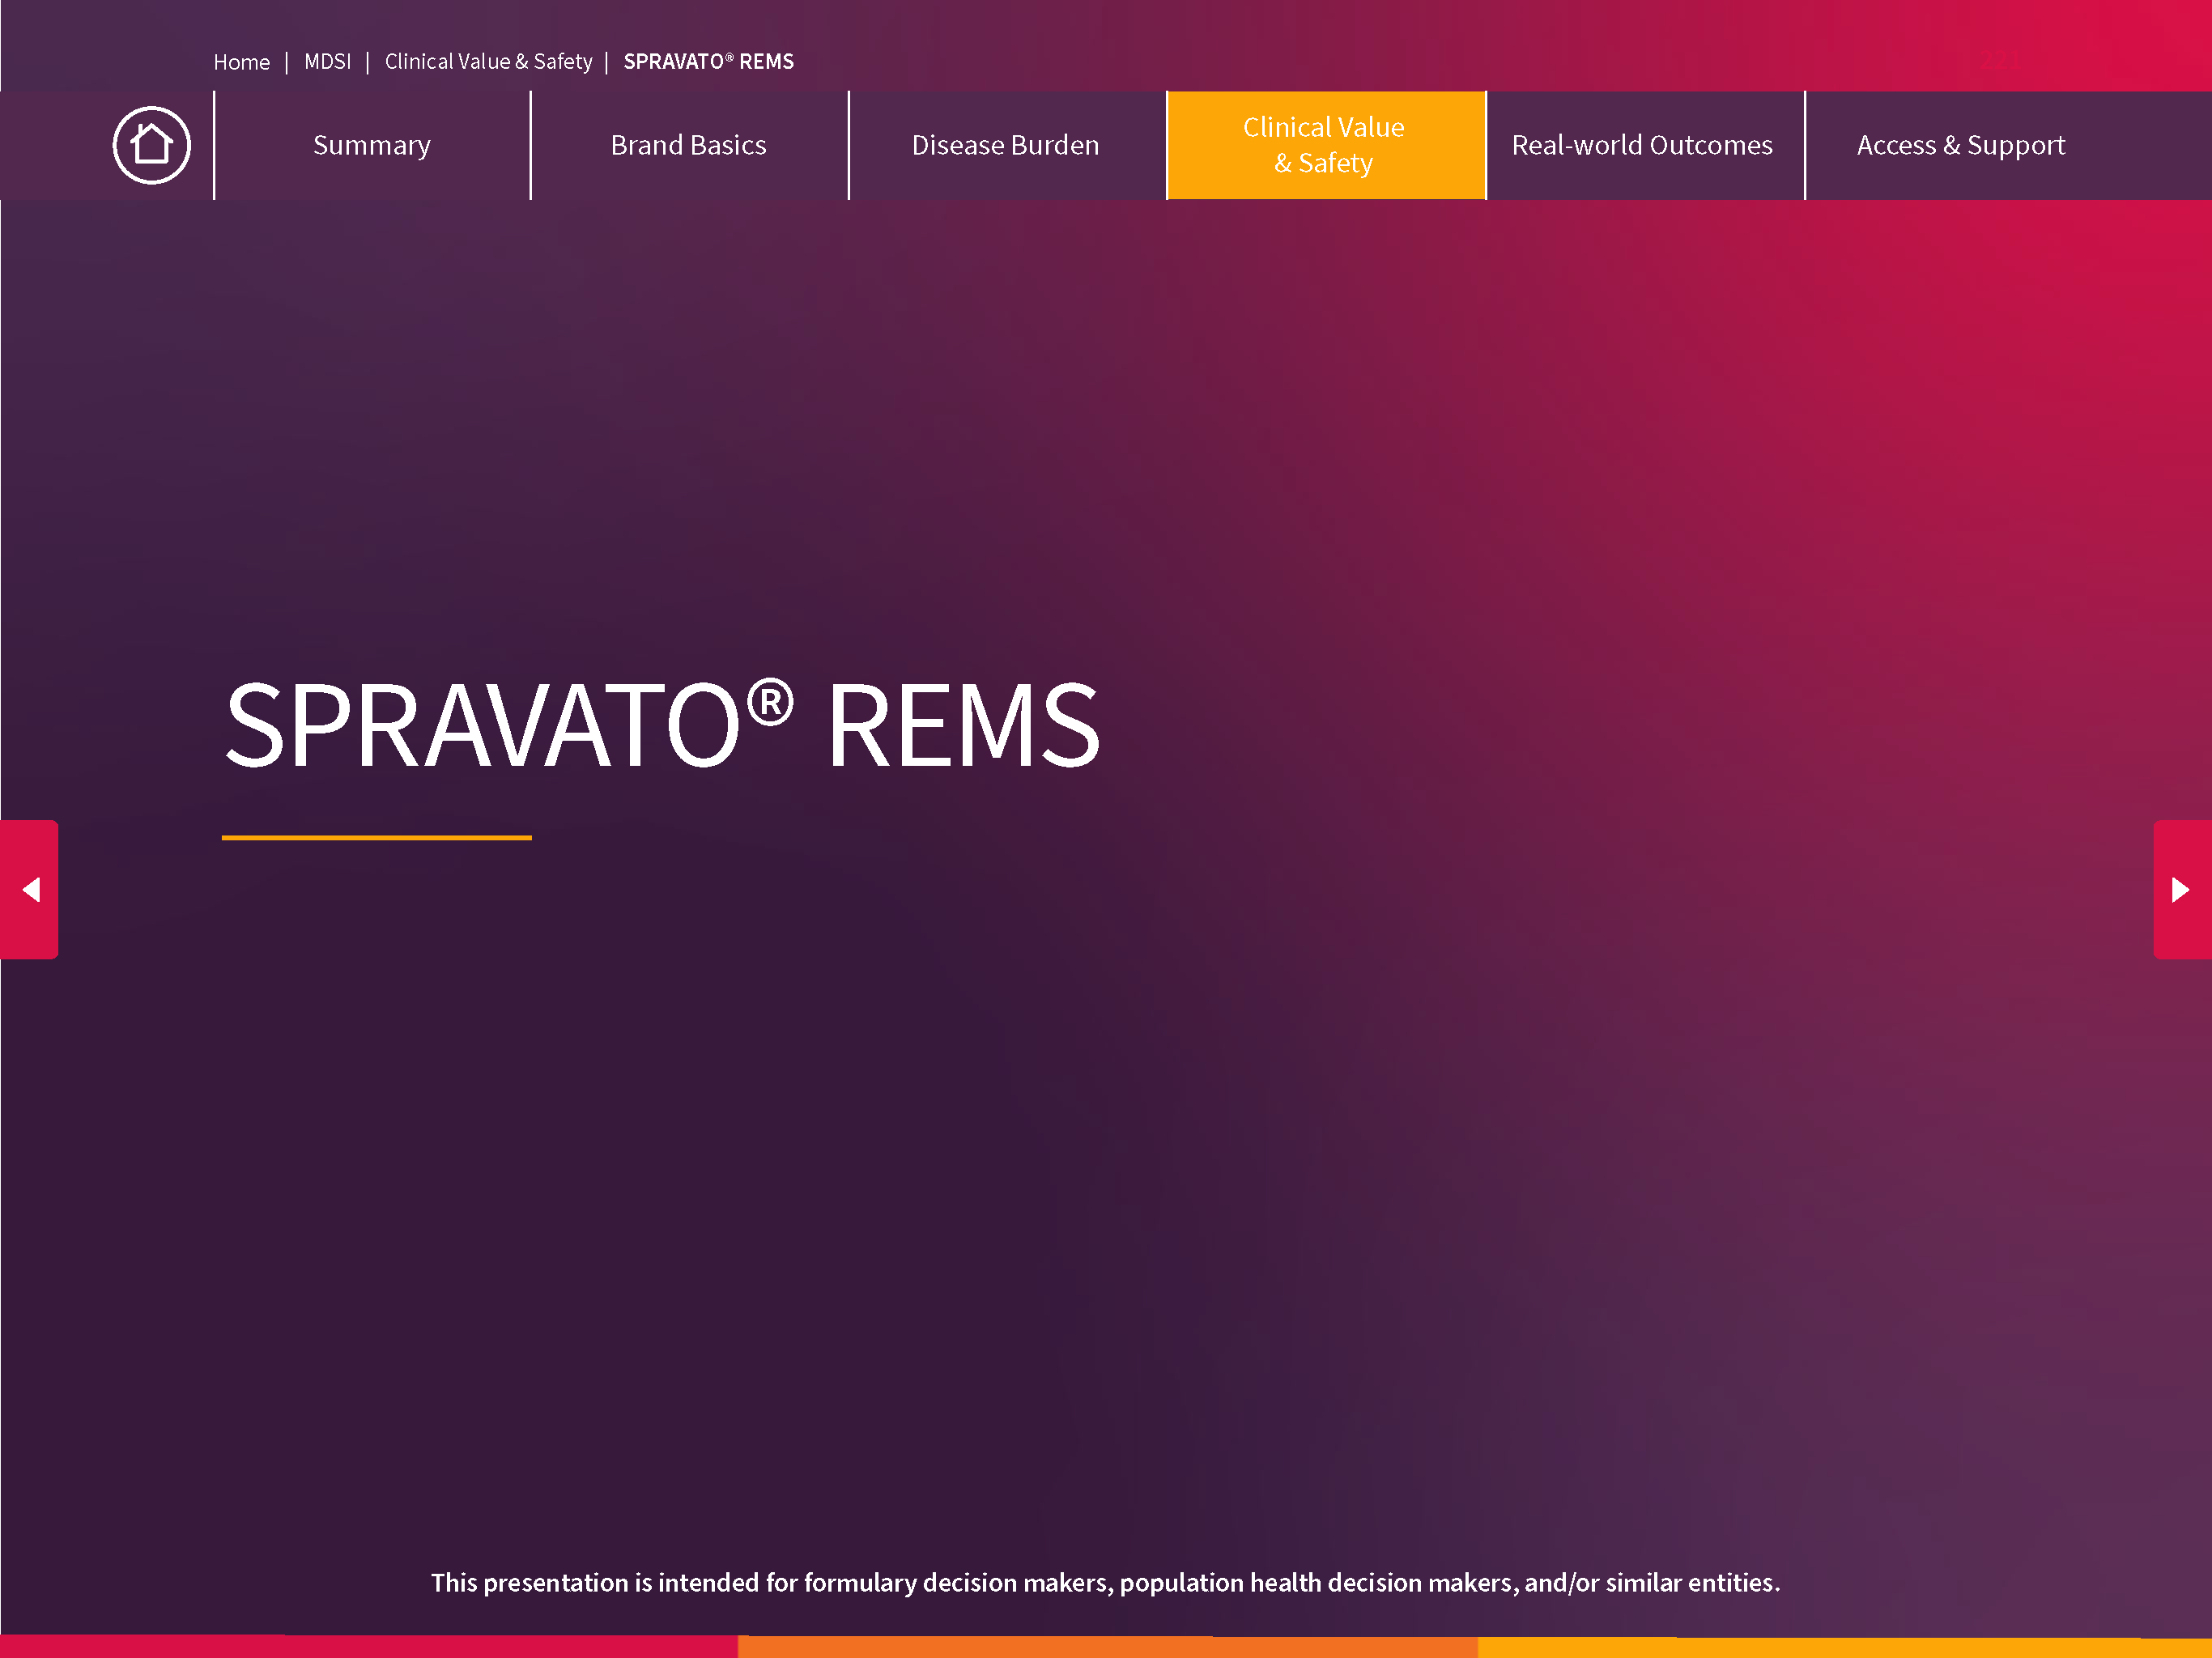 Home | MDSI | Clinical Value & Safety | SPRAVATO® REMS
221
Summary
Brand Basics
Disease Burden
Clinical Value
& Safety
Real-world Outcomes
Access & Support
SPRAVATO® REMS
This presentation is intended for formulary decision makers, population health decision makers, and/or similar entities.